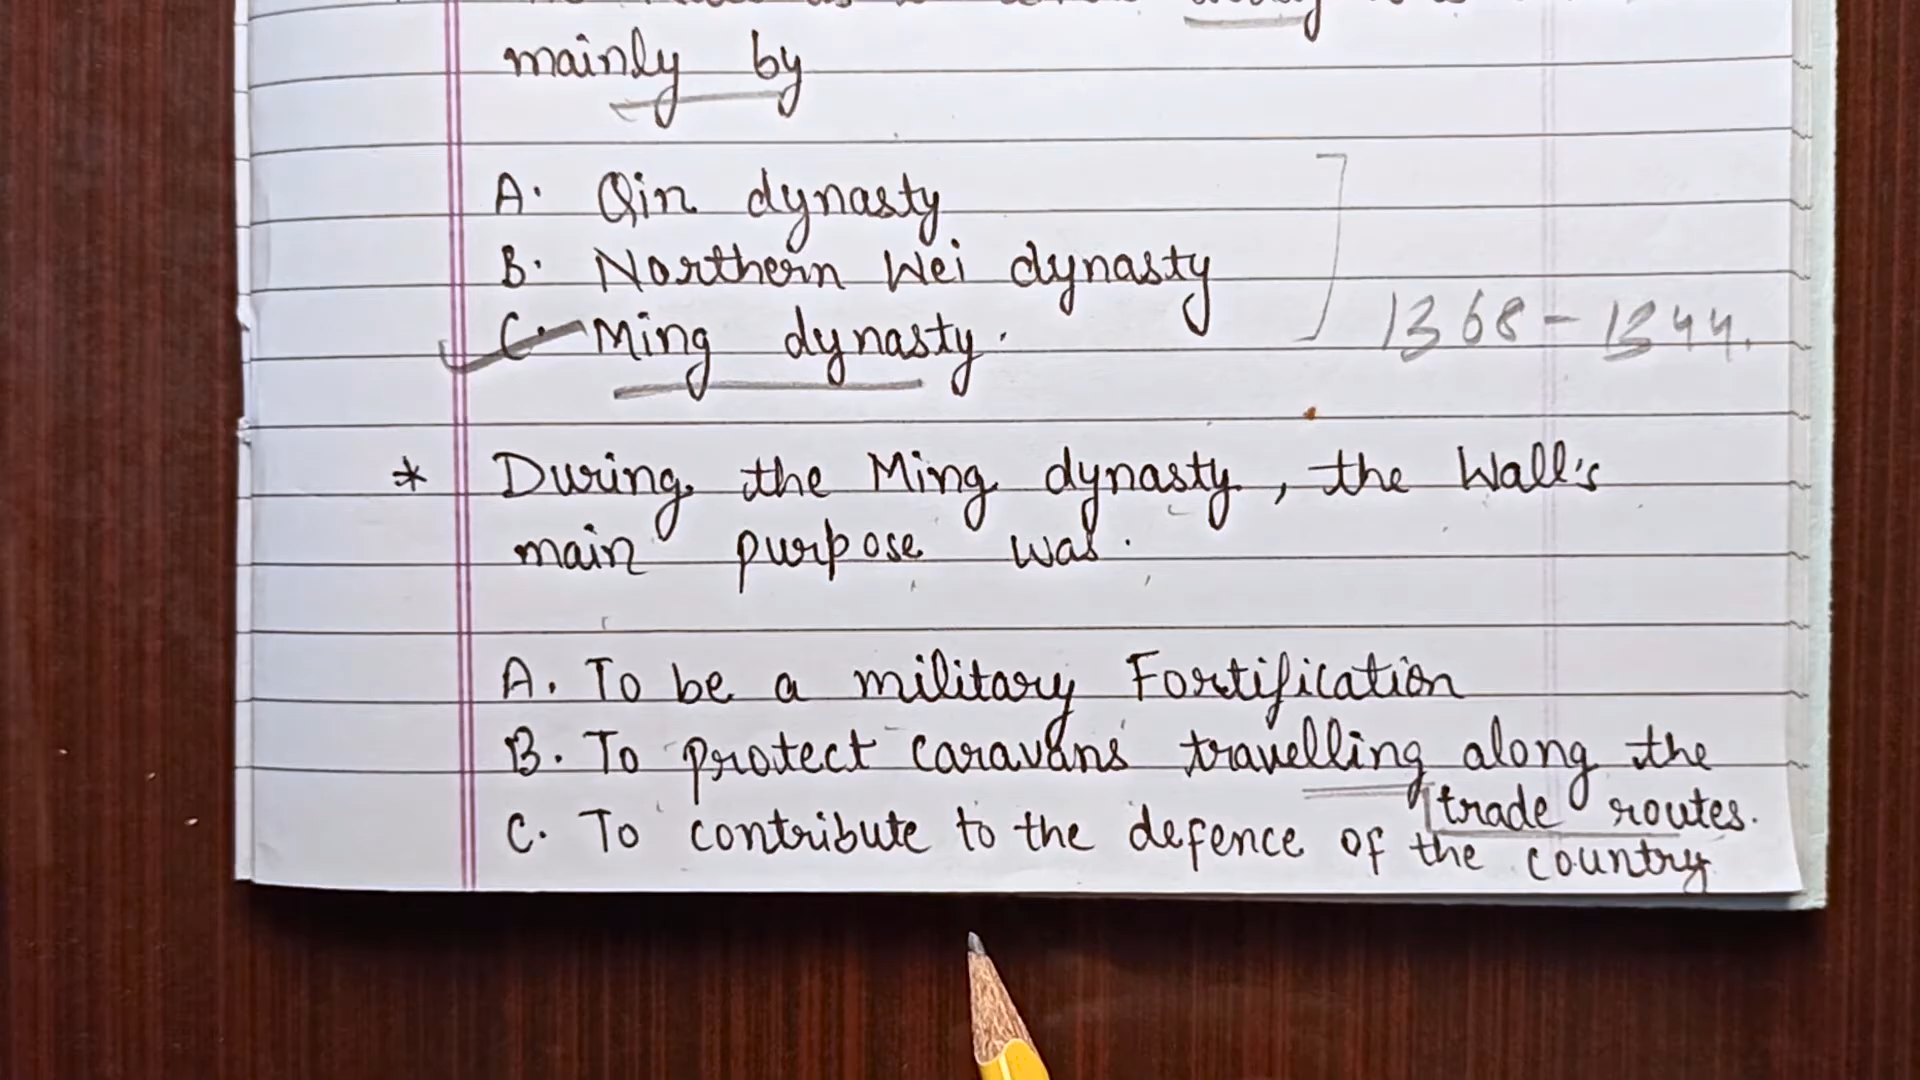 mainly by
A. Qin dynasty
B. Northern Wei dynasty
C. Ming dynasty.
1368 - 1344.
* During the Ming dynasty, the Wall's
main purpose was.
A. To be a military Fortification
B. To protect caravans travelling along the
trade routes.
C. To contribute to the defence of the country